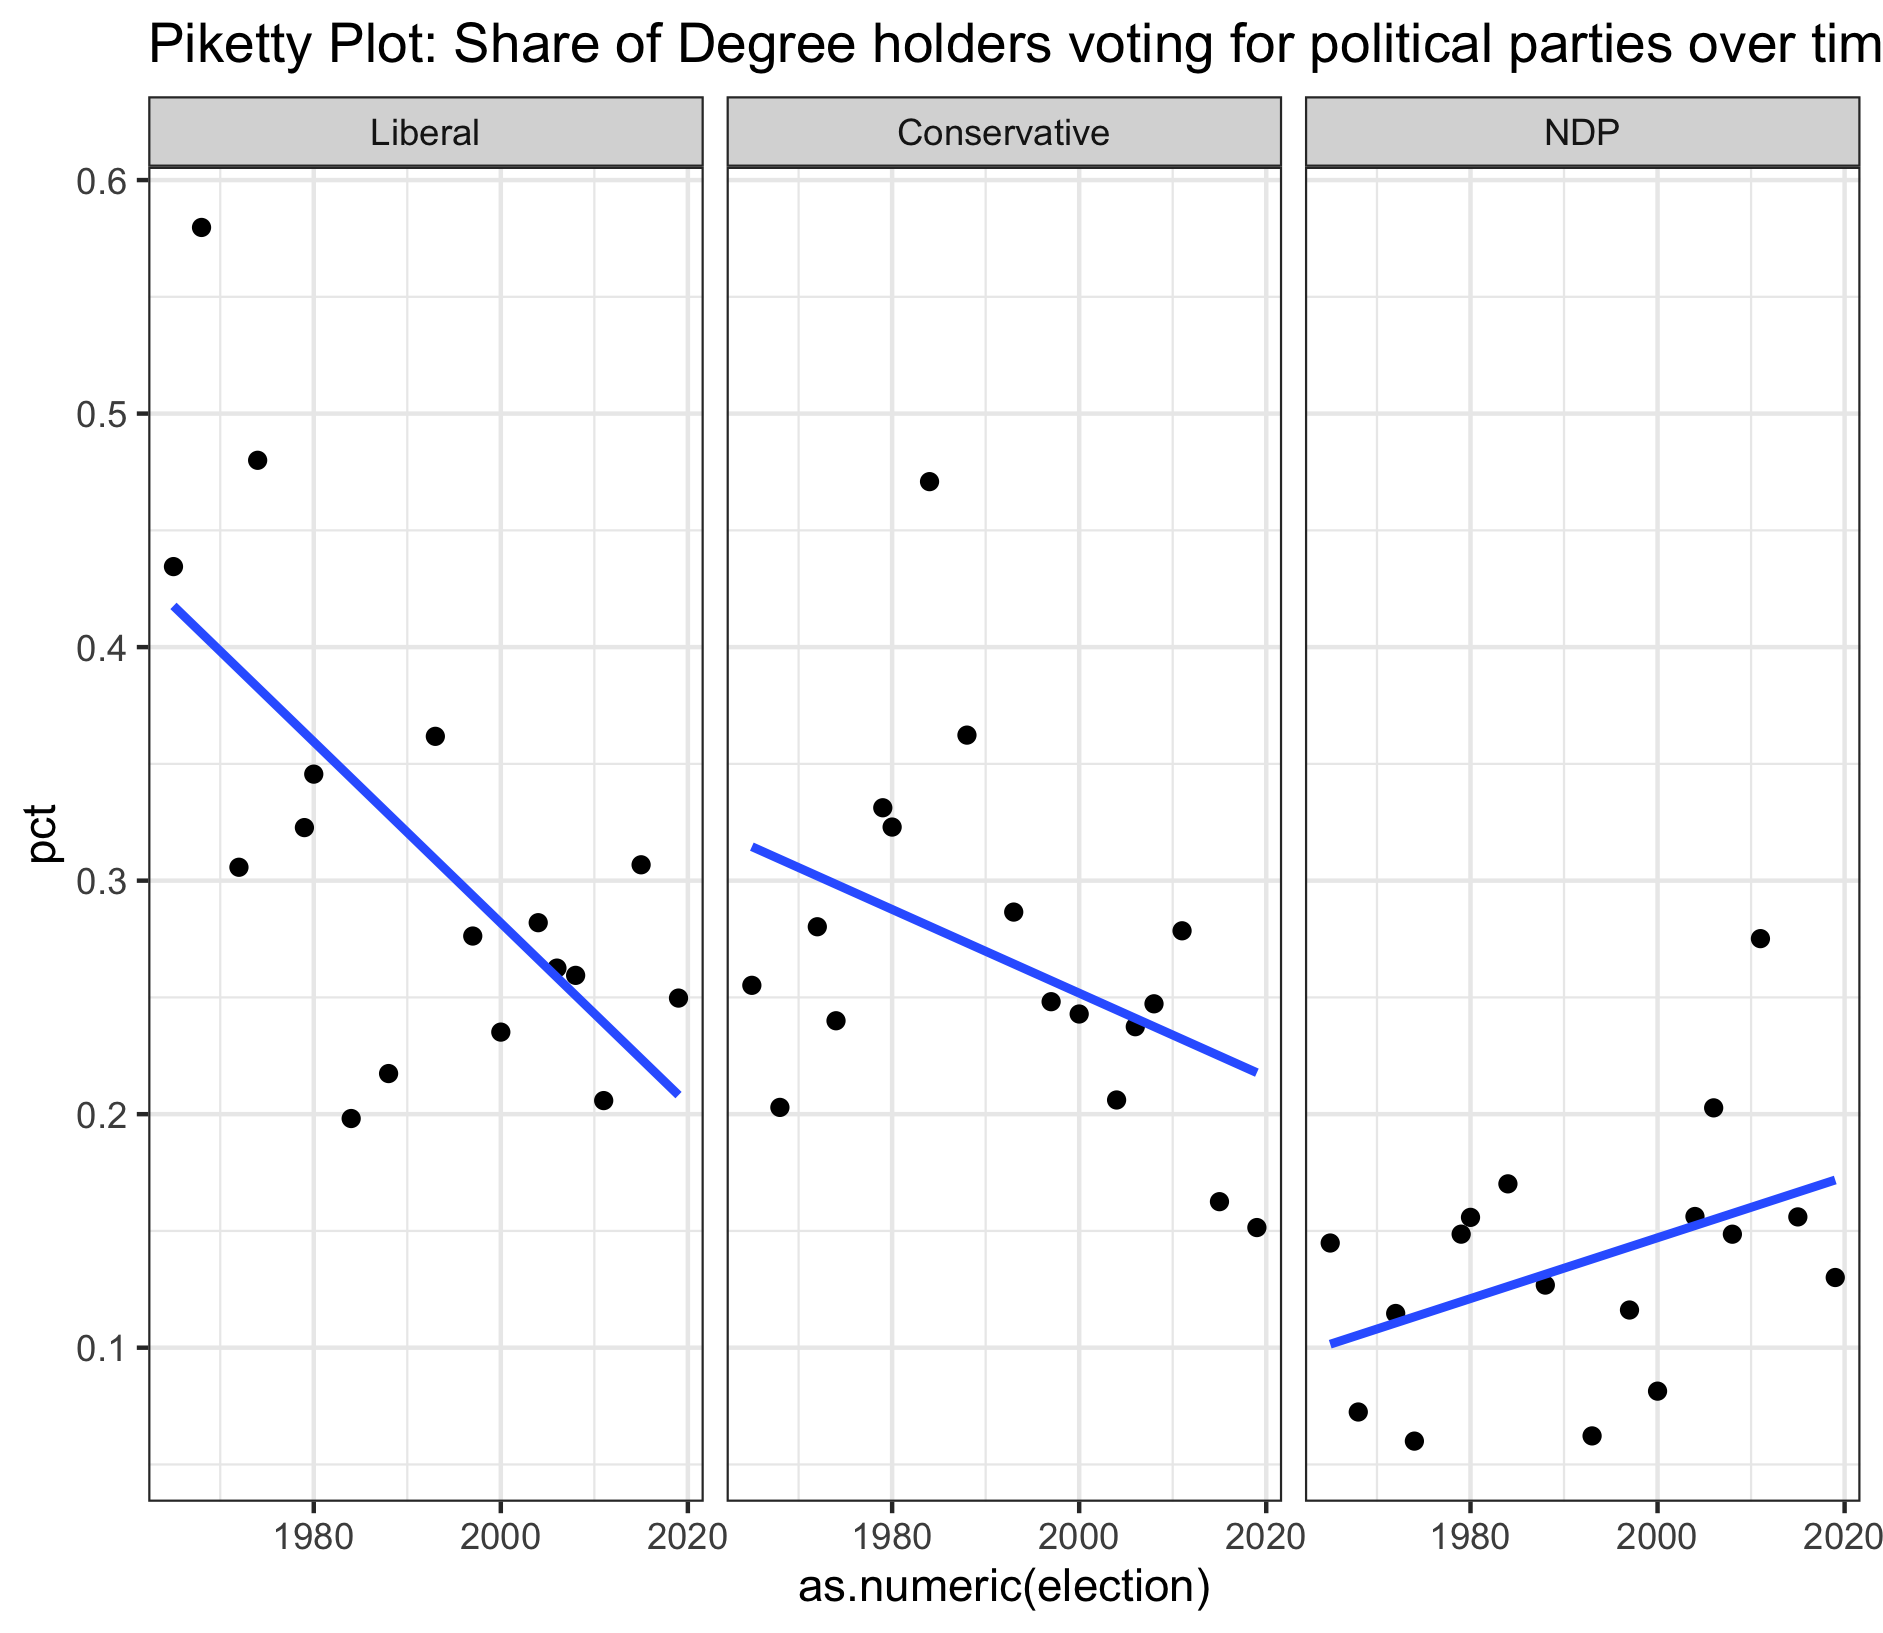 Piketty Plot: Share of Degree holders voting for political parties over tim
Liberal
Conservative
NDP
0.6
0.5
0.4
0.3
0.2
0.1
pct
1980
2000
2020
1980
2000
2020
1980
2000
2020
as.numeric(election)